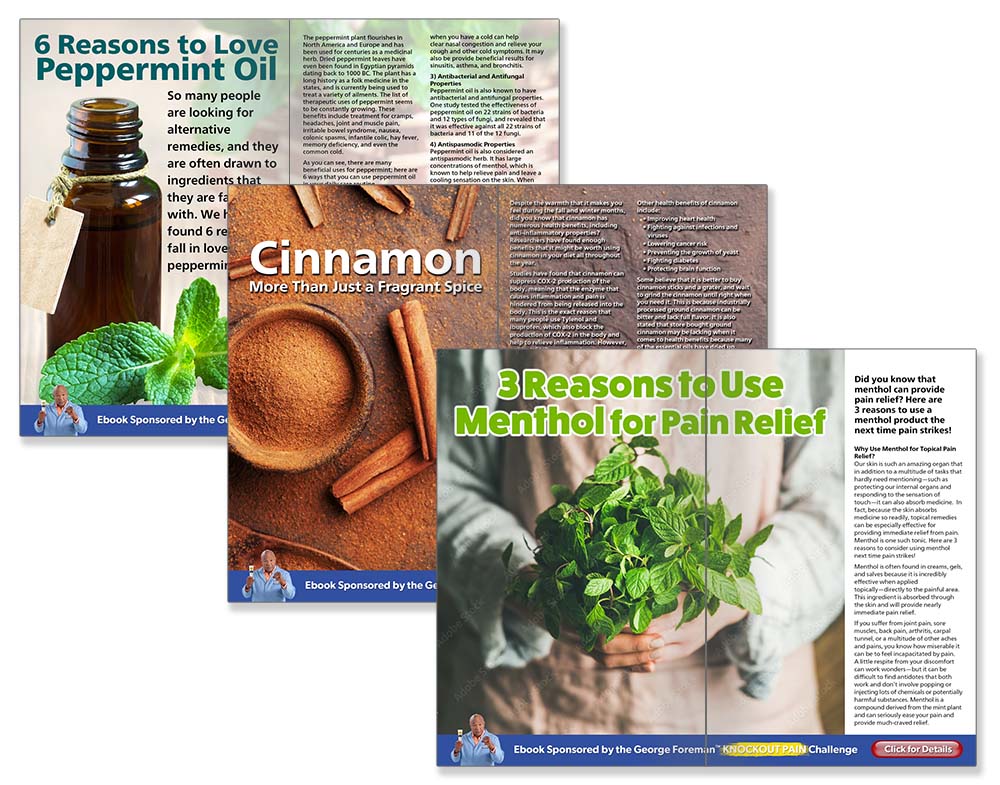 6 Reasons to Love
Peppermint Oil
So many people
are looking for
alternative
remedies, and they
are often drawn to
ingredients that
they are fa
with. We h
found 6 re
fall in love
peppermin
The peppermint plant flourishes in
North America and Europe and has
been used for centuries as a medicinal
herb. Dried peppermint leaves have
even been found in Egyptian pyramids
dating back to 1000 BC. The plant has a
long history as a folk medicine in the
states, and is currently being used to
treat a variety of ailments. The list of
therapeutic uses of peppermint seems
to be constantly growing. These
benefits include treatment for cramps,
headaches, joint and muscle pain,
irritable bowel syndrome, nausea,
colonic spasms, infantile colic, hay fever,
memory deficiency, and even the
common cold.
As you can see, there are many
beneficial uses for peppermint; here are
6 ways that you can use peppermint oil
in your daily care routine.
when you have a cold can help
clear nasal congestion and relieve your
cough and other cold symptoms. It may
also be provide beneficial results for
sinusitis, asthma, and bronchitis.
3) Antibacterial and Antifungal
Properties
Peppermint oil is also known to have
antibacterial and antifungal properties.
One study tested the effectiveness of
peppermint oil on 22 strains of bacteria
and 12 types of fungi, and revealed that
it was effective against all 22 strains of
bacteria and 11 of the 12 fungi.
4) Antispasmodic Properties
Peppermint oil is also considered an
antispasmodic herb. It has large
concentrations of menthol, which is
known to help relieve pain and leave a
cooling sensation on the skin. When
Ebook Sponsored by the Ge
Cinnamon
More Than Just a Fragrant Spice
Despite the warmth that it makes you
feel during the fall and winter months,
did you know that cinnamon has
numerous health benefits, including
anti-inflammatory properties?
Researchers have found enough
benefits that it might be worth using
cinnamon in your diet all throughout
the year.
Studies have found that cinnamon can
suppress COX-2 production of the
body, meaning that the enzyme that
causes inflammation and pain is
hindered from being released into the
body. This is the exact reason that
many people use Tylenol and
ibuprofen, which also block the
production of COX-2 in the body and
help to relieve inflammation. However,
Other health benefits of cinnamon
include:
• Improving heart health
• Fighting against infections and
viruses
• Lowering cancer risk
• Preventing the growth of yeast
• Fighting diabetes
• Protecting brain function
Some believe that it is better to buy
cinnamon sticks and a grater, and wait
to grind the cinnamon until right when
you need it. This is because industrially
processed ground cinnamon can be
bitter and lack full flavor. It is also
stated that store bought ground
cinnamon may be lacking when it
comes to health benefits because many
of the essential oils have dried up
Ebook Sponsored by the Ge
3 Reasons to Use
Menthol for Pain Relief
Did you know that
menthol can provide
pain relief? Here are
3 reasons to use a
menthol product the
next time pain strikes!
Why Use Menthol for Topical Pain
Relief?
Our skin is such an amazing organ that
in addition to a multitude of tasks that
hardly need mentioning—such as
protecting our internal organs and
responding to the sensation of
touch—it can also absorb medicine. In
fact, because the skin absorbs
medicine so readily, topical remedies
can be especially effective for
providing immediate relief from pain.
Menthol is one such tonic. Here are 3
reasons to consider using menthol
next time pain strikes!
Menthol is often found in creams, gels,
and salves because it is incredibly
effective when applied
topically—directly to the painful area.
This ingredient is absorbed through
the skin and will provide nearly
immediate pain relief.
If you suffer from joint pain, sore
muscles, back pain, arthritis, carpal
tunnel, or a multitude of other aches
and pains, you know how miserable it
can be to feel incapacitated by pain.
A little respite from your discomfort
can work wonders—but it can be
difficult to find antidotes that both
work and don't involve popping or
injecting lots of chemicals or potentially
harmful substances. Menthol is a
compound derived from the mint plant
and can seriously ease your pain and
provide much-craved relief.
Ebook Sponsored by the George Foreman™ KNOCKOUT PAIN Challenge
Click for Details